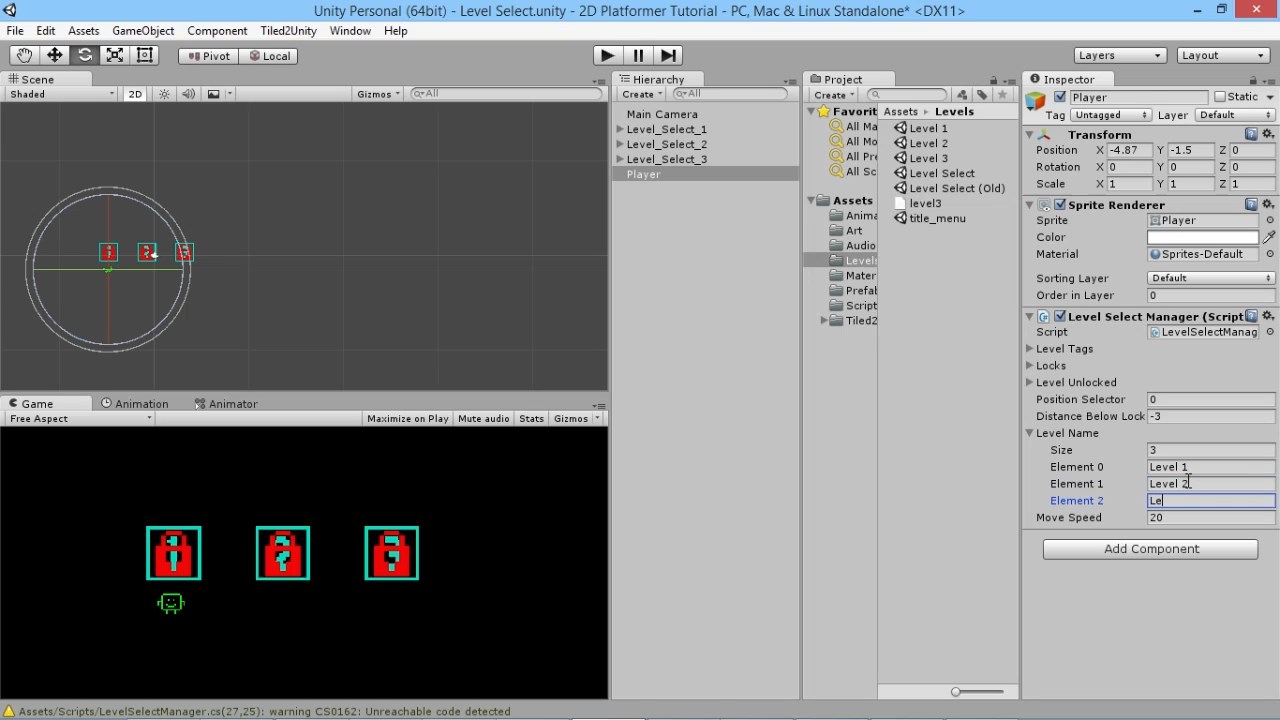 Unity Personal (64bit) - Level Select.unity - 2D Platformer Tutorial - PC, Mac & Linux Standalone* <DX11>
File Edit Assets GameObject Component Tiled2Unity Window Help
Pivot Local Layers Layout
Scene
Shaded 2D Gizmos All
Hierarchy
Create All
Main Camera
Level_Select_1
Level_Select_2
Level_Select_3
Player
Project
Create
Favorit
All Ma
All Mo
All Pre
All Sc
Assets
Anima
Art
Audio
Levels
Mater
Prefab
Script
Tiled2
Assets Levels
Level 1
Level 2
Level 3
Level Select
Level Select (Old)
level3
title_menu
Inspector
Player Static
Tag Untagged Layer Default
Transform
Position X -4.87 Y -1.5 Z 0
Rotation X 0 Y 0 Z 0
Scale X 1 Y 1 Z 1
Sprite Renderer
Sprite Player
Color
Material Sprites-Default
Sorting Layer Default
Order in Layer 0
Level Select Manager (Script
Script LevelSelectManag
Level Tags
Locks
Level Unlocked
Position Selector 0
Distance Below Lock -3
Level Name
Size 3
Element 0 Level 1
Element 1 Level 2
Element 2 Le
Move Speed 20
Add Component
Game Animation Animator
Free Aspect Maximize on Play Mute audio Stats Gizmos
1 2 3
Assets/Scripts/LevelSelectManager.cs(27,25): warning CS0162: Unreachable code detected